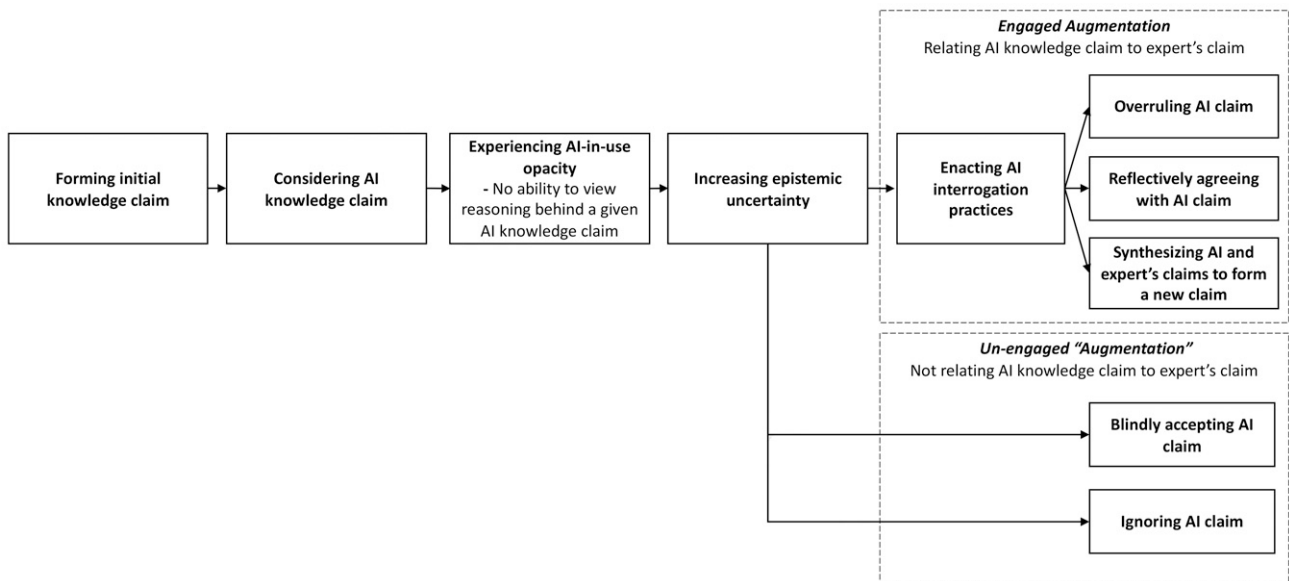 Engaged Augmentation
Relating AI knowledge claim to expert's claim
Forming initial
knowledge claim
Considering AI
knowledge claim
Experiencing AI-in-use
opacity
- No ability to view
reasoning behind a given
AI knowledge claim
Increasing epistemic
uncertainty
Enacting AI
interrogation
practices
Overruling AI claim
Reflectively agreeing
with AI claim
Synthesizing AI and
expert's claims to form
a new claim
Un-engaged “Augmentation”
Not relating AI knowledge claim to expert's claim
Blindly accepting AI
claim
Ignoring AI claim